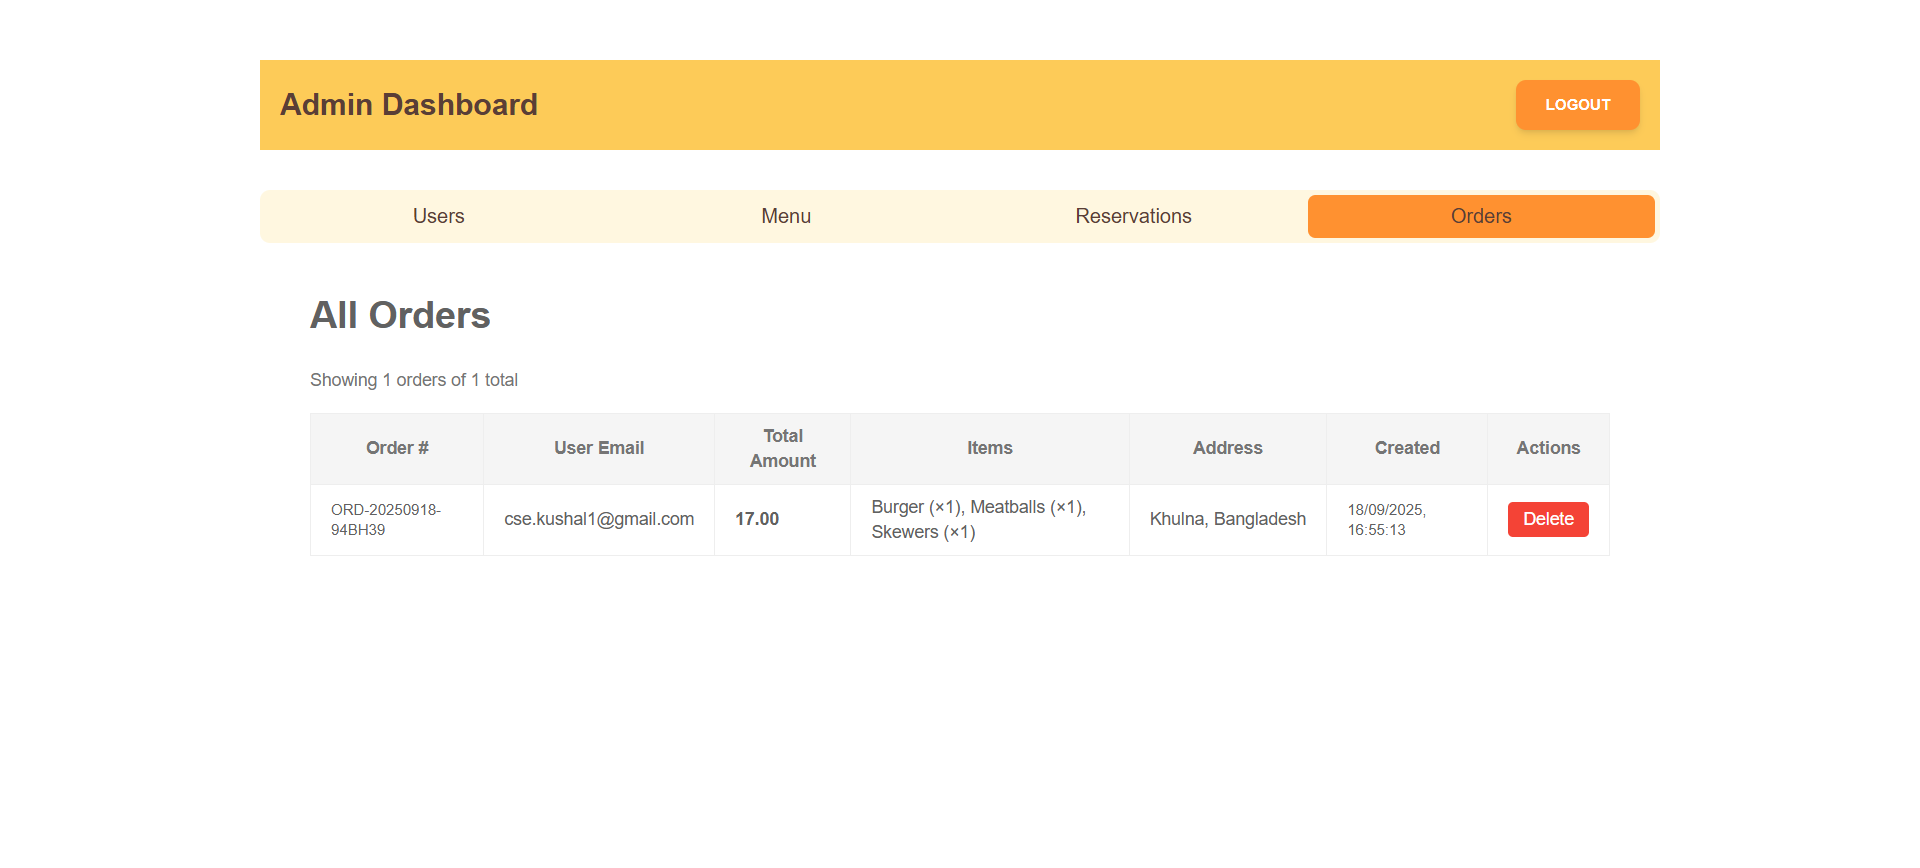 Admin Dashboard
LOGOUT
Users
Menu
Reservations
Orders
All Orders
Showing 1 orders of 1 total
Order #
User Email
Total
Amount
Items
Address
Created
Actions
ORD-20250918-
94BH39
cse.kushal1@gmail.com
17.00
Burger (×1), Meatballs (×1),
Skewers (×1)
Khulna, Bangladesh
18/09/2025,
16:55:13
Delete